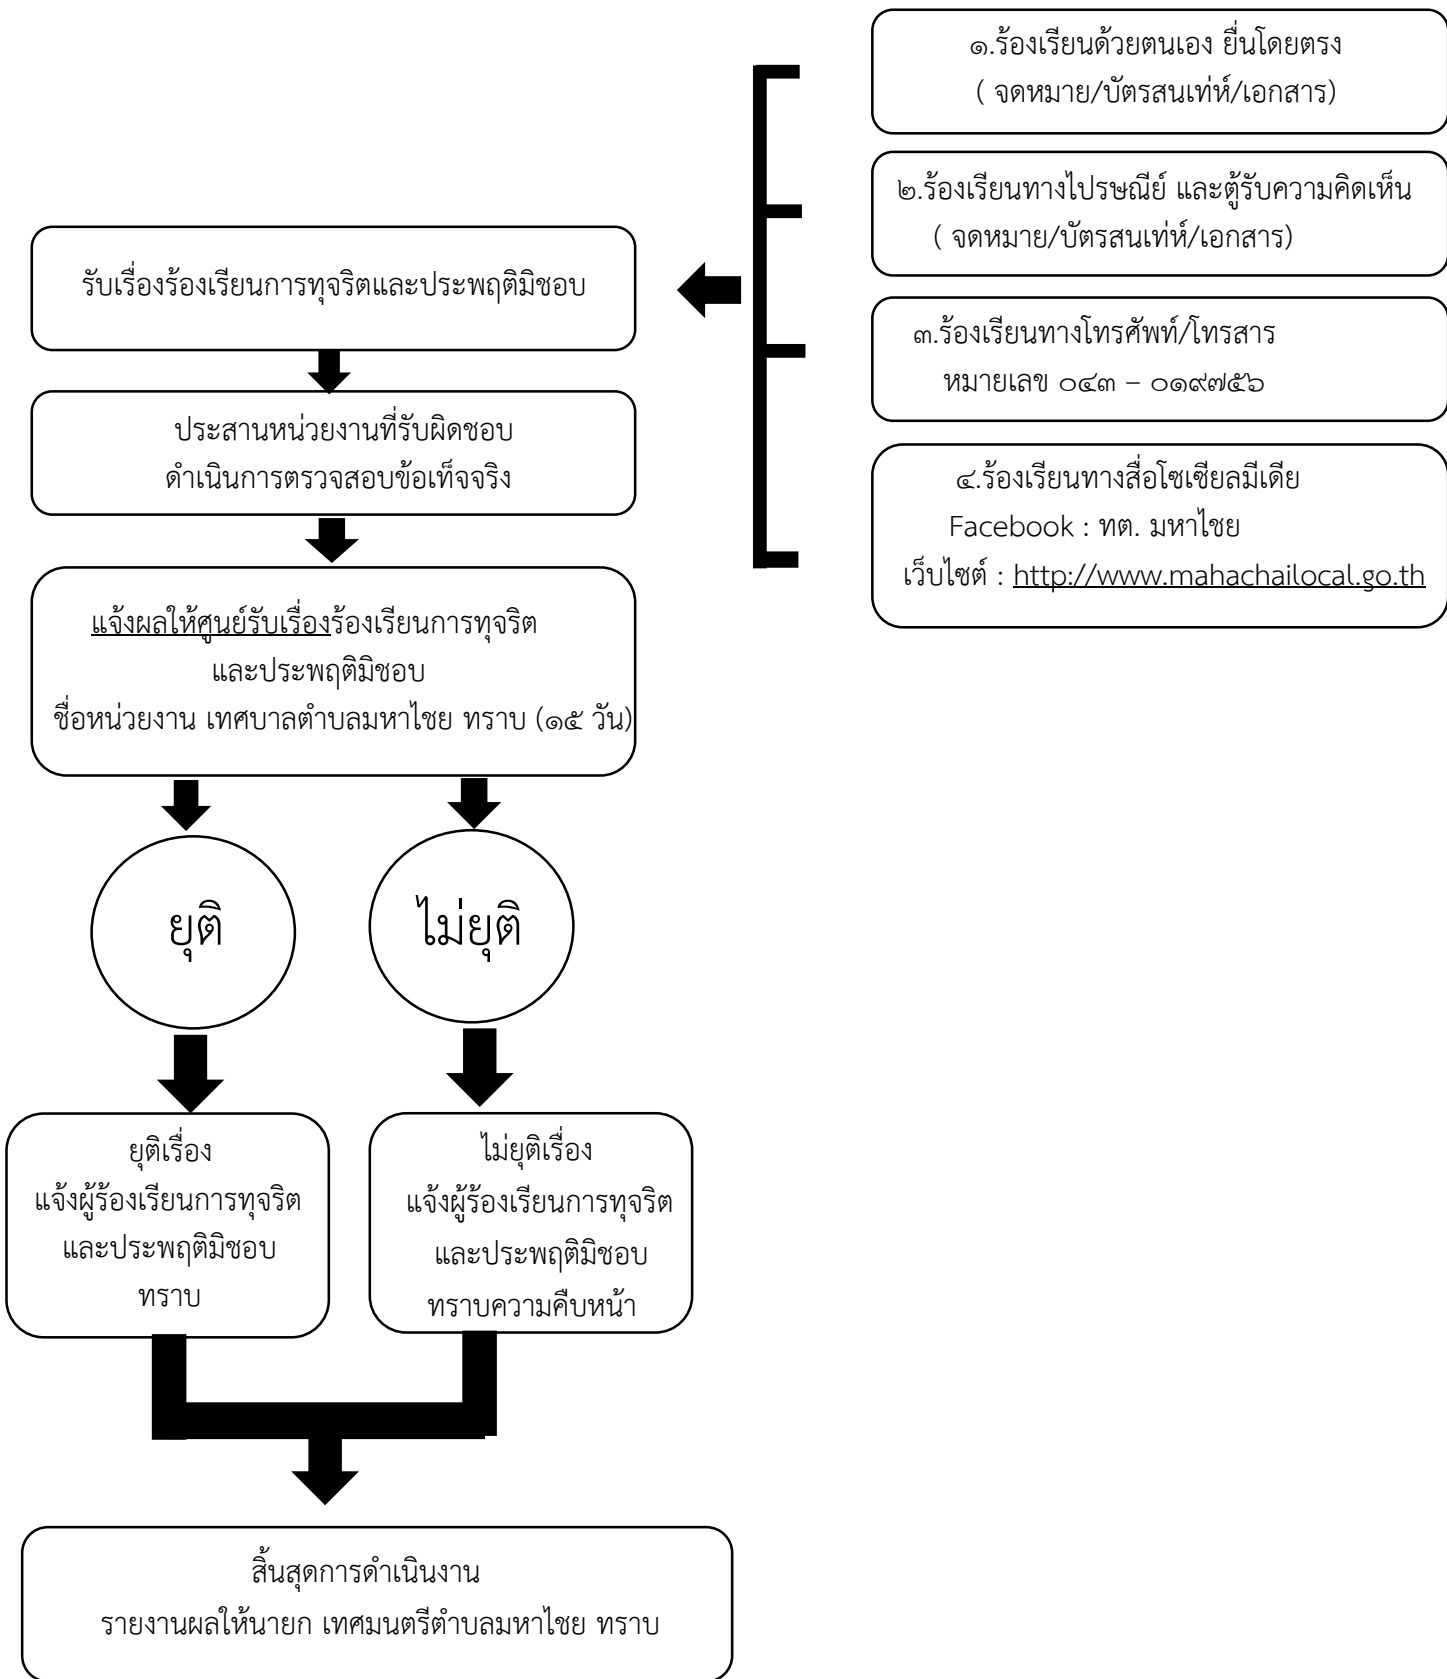 ๑.ร้องเรียนด้วยตนเอง ยื่นโดยตรง
( จดหมาย/บัตรสนเท่ห์/เอกสาร)
๒.ร้องเรียนทางไปรษณีย์ และตู้รับความคิดเห็น
( จดหมาย/บัตรสนเท่ห์/เอกสาร)
๓.ร้องเรียนทางโทรศัพท์/โทรสาร
หมายเลข ๐๔๓ – ๐๑๙๗๕๖
๔.ร้องเรียนทางสื่อโซเซียลมีเดีย
Facebook : ทต. มหาไชย
เว็บไซต์ : http://www.mahachailocal.go.th
รับเรื่องร้องเรียนการทุจริตและประพฤติมิชอบ
ประสานหน่วยงานที่รับผิดชอบ
ดำเนินการตรวจสอบข้อเท็จจริง
แจ้งผลให้ศูนย์รับเรื่องร้องเรียนการทุจริต
และประพฤติมิชอบ
ชื่อหน่วยงาน เทศบาลตำบลมหาไชย ทราบ (๑๕ วัน)
ยุติ
ไม่ยุติ
ยุติเรื่อง
แจ้งผู้ร้องเรียนการทุจริต
และประพฤติมิชอบ
ทราบ
ไม่ยุติเรื่อง
แจ้งผู้ร้องเรียนการทุจริต
และประพฤติมิชอบ
ทราบความคืบหน้า
สิ้นสุดการดำเนินงาน
รายงานผลให้นายก เทศมนตรีตำบลมหาไชย ทราบ